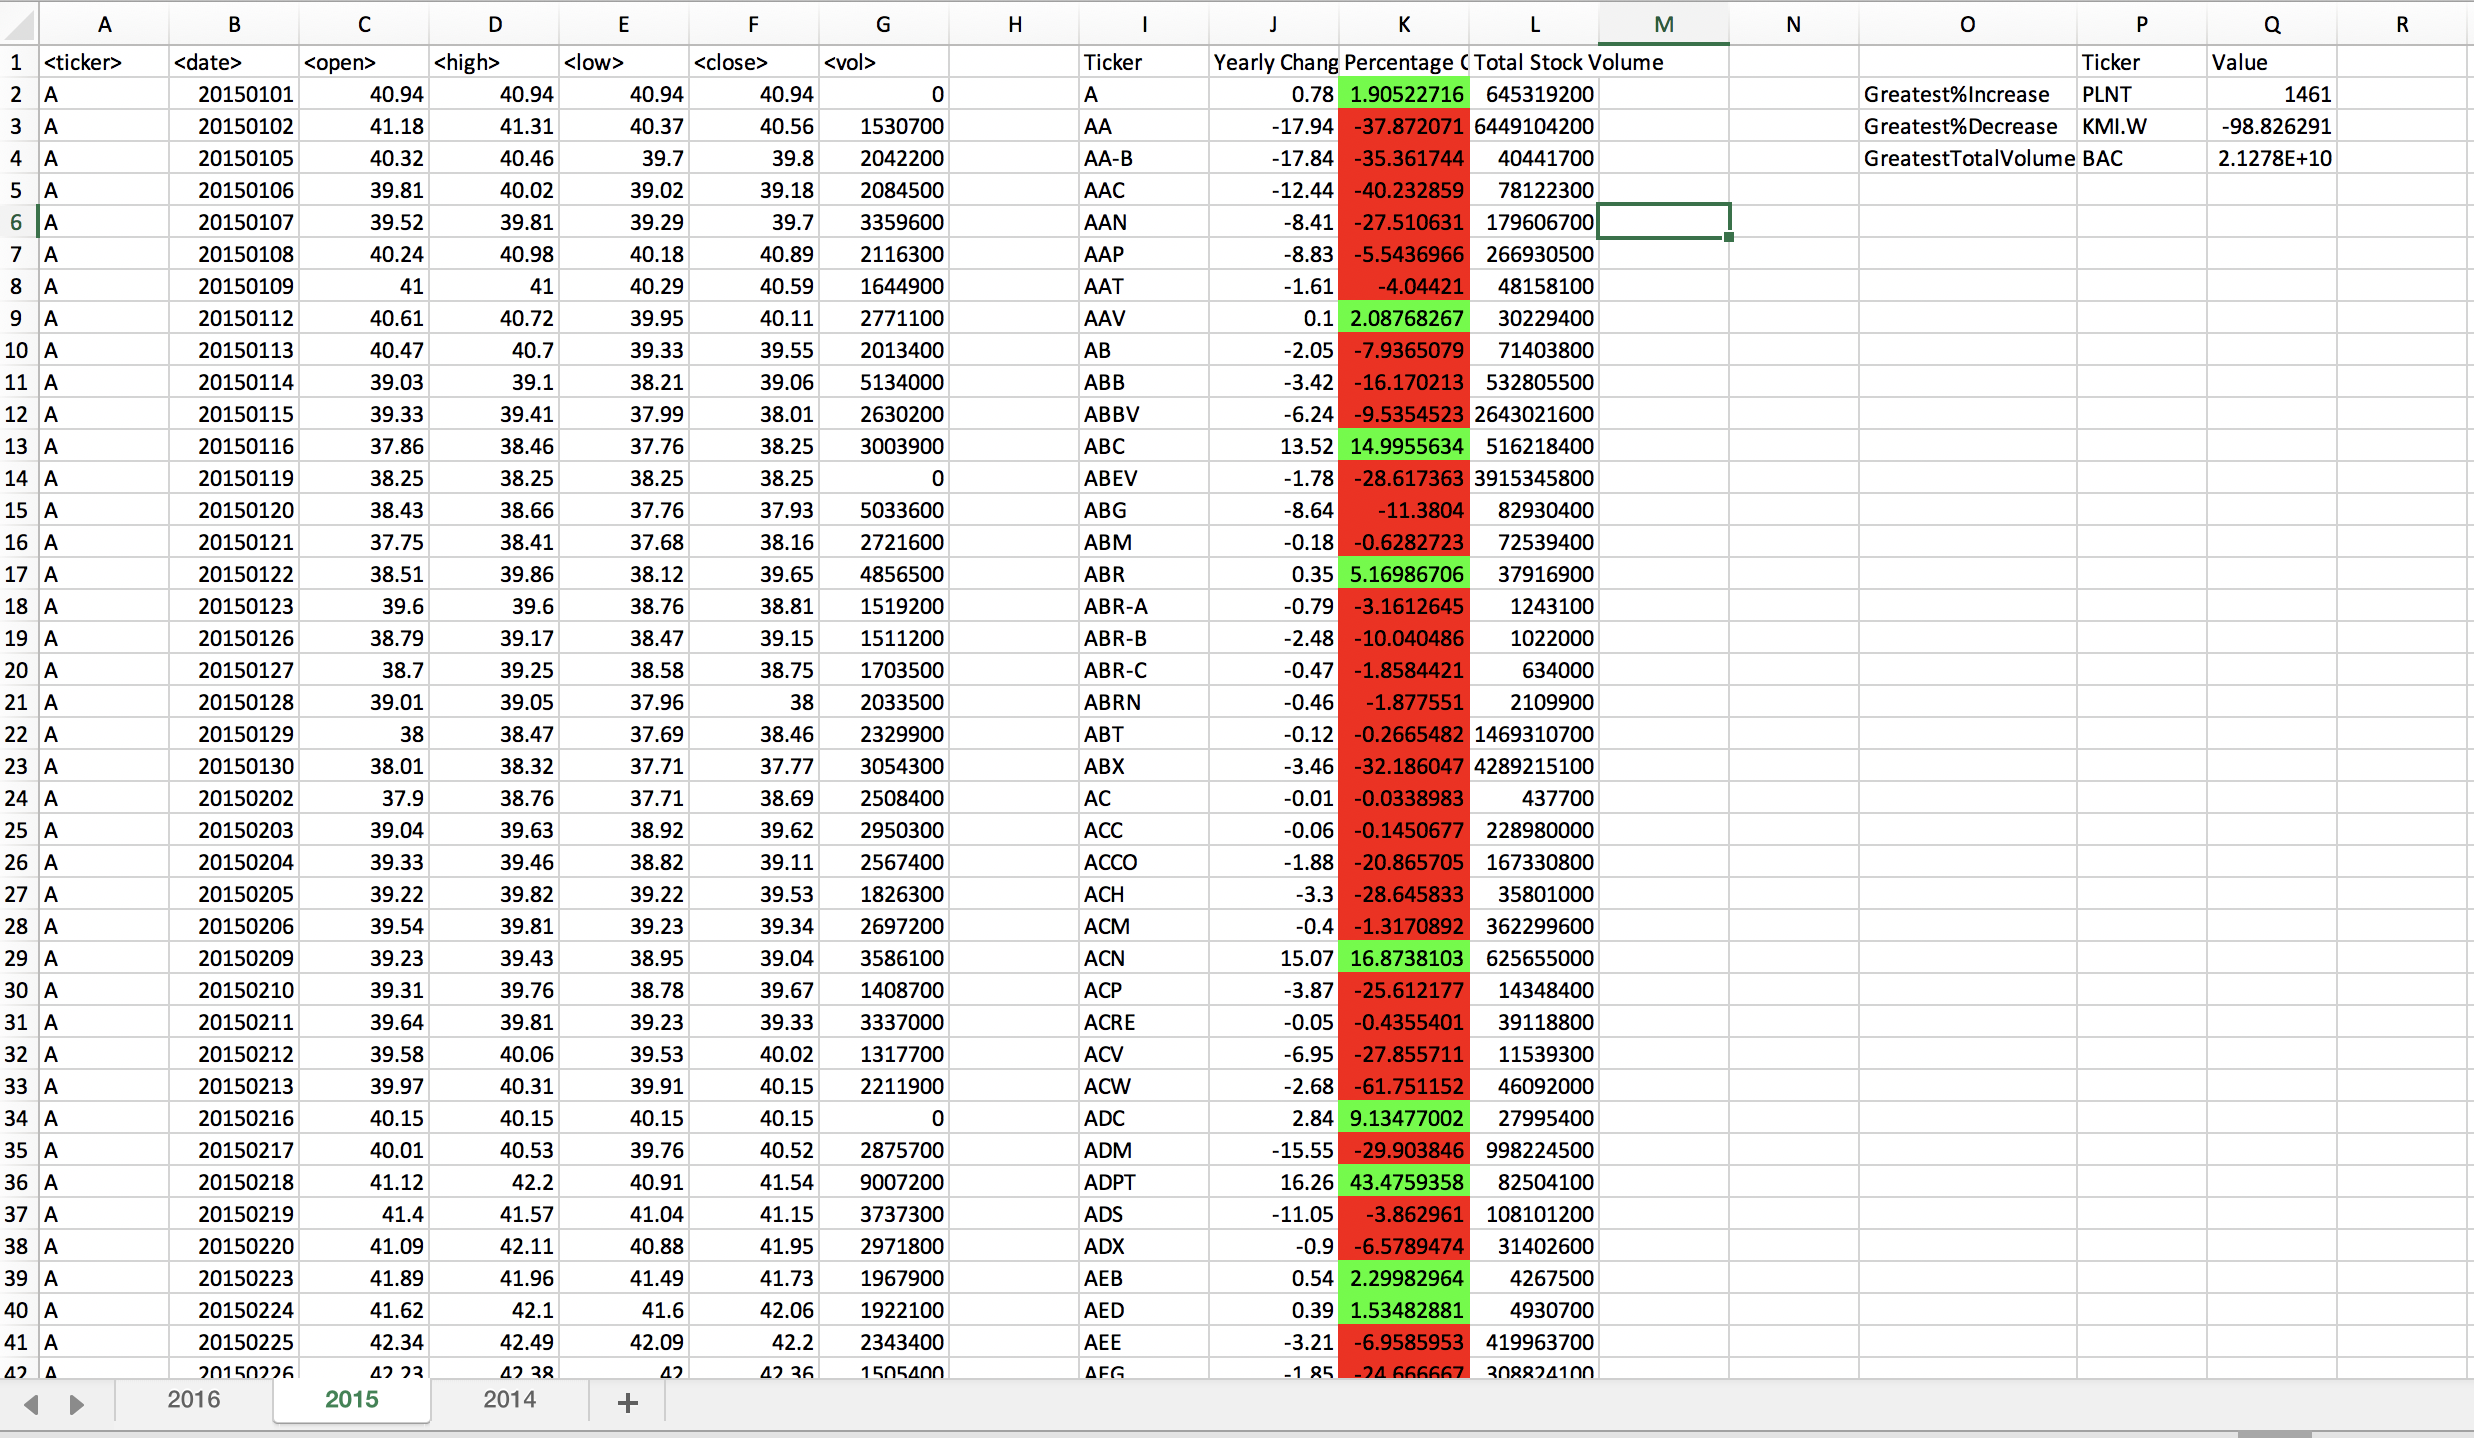 A B C D E F G H I J K L M N O P Q R
1 <ticker> <date> <open> <high> <low> <close> <vol> Ticker Yearly Chang Percentage C Total Stock Volume Ticker Value
2 A 20150101 40.94 40.94 40.94 40.94 0 A 0.78 1.90522716 645319200 Greatest%Increase PLNT 1461
3 A 20150102 41.18 41.31 40.37 40.56 1530700 AA -17.94 -37.872071 6449104200 Greatest%Decrease KMI.W -98.826291
4 A 20150105 40.32 40.46 39.7 39.8 2042200 AA-B -17.84 -35.361744 40441700 GreatestTotalVolume BAC 2.1278E+10
5 A 20150106 39.81 40.02 39.02 39.18 2084500 AAC -12.44 -40.232859 78122300
6 A 20150107 39.52 39.81 39.29 39.7 3359600 AAN -8.41 -27.510631 179606700
7 A 20150108 40.24 40.98 40.18 40.89 2116300 AAP -8.83 -5.5436966 266930500
8 A 20150109 41 41 40.29 40.59 1644900 AAT -1.61 -4.04421 48158100
9 A 20150112 40.61 40.72 39.95 40.11 2771100 AAV 0.1 2.08768267 30229400
10 A 20150113 40.47 40.7 39.33 39.55 2013400 AB -2.05 -7.9365079 71403800
11 A 20150114 39.03 39.1 38.21 39.06 5134000 ABB -3.42 -16.170213 532805500
12 A 20150115 39.33 39.41 37.99 38.01 2630200 ABBV -6.24 -9.5354523 2643021600
13 A 20150116 37.86 38.46 37.76 38.25 3003900 ABC 13.52 14.9955634 516218400
14 A 20150119 38.25 38.25 38.25 38.25 0 ABEV -1.78 -28.617363 3915345800
15 A 20150120 38.43 38.66 37.76 37.93 5033600 ABG -8.64 -11.3804 82930400
16 A 20150121 37.75 38.41 37.68 38.16 2721600 ABM -0.18 -0.6282723 72539400
17 A 20150122 38.51 39.86 38.12 39.65 4856500 ABR 0.35 5.16986706 37916900
18 A 20150123 39.6 39.6 38.76 38.81 1519200 ABR-A -0.79 -3.1612645 1243100
19 A 20150126 38.79 39.17 38.47 39.15 1511200 ABR-B -2.48 -10.040486 1022000
20 A 20150127 38.7 39.25 38.58 38.75 1703500 ABR-C -0.47 -1.8584421 634000
21 A 20150128 39.01 39.05 37.96 38 2033500 ABRN -0.46 -1.877551 2109900
22 A 20150129 38 38.47 37.69 38.46 2329900 ABT -0.12 -0.2665482 1469310700
23 A 20150130 38.01 38.32 37.71 37.77 3054300 ABX -3.46 -32.186047 4289215100
24 A 20150202 37.9 38.76 37.71 38.69 2508400 AC -0.01 -0.0338983 437700
25 A 20150203 39.04 39.63 38.92 39.62 2950300 ACC -0.06 -0.1450677 228980000
26 A 20150204 39.33 39.46 38.82 39.11 2567400 ACCO -1.88 -20.865705 167330800
27 A 20150205 39.22 39.82 39.22 39.53 1826300 ACH -3.3 -28.645833 35801000
28 A 20150206 39.54 39.81 39.23 39.34 2697200 ACM -0.4 -1.3170892 362299600
29 A 20150209 39.23 39.43 38.95 39.04 3586100 ACN 15.07 16.8738103 625655000
30 A 20150210 39.31 39.76 38.78 39.67 1408700 ACP -3.87 -25.612177 14348400
31 A 20150211 39.64 39.81 39.23 39.33 3337000 ACRE -0.05 -0.4355401 39118800
32 A 20150212 39.58 40.06 39.53 40.02 1317700 ACV -6.95 -27.855711 11539300
33 A 20150213 39.97 40.31 39.91 40.15 2211900 ACW -2.68 -61.751152 46092000
34 A 20150216 40.15 40.15 40.15 40.15 0 ADC 2.84 9.13477002 27995400
35 A 20150217 40.01 40.53 39.76 40.52 2875700 ADM -15.55 -29.903846 998224500
36 A 20150218 41.12 42.2 40.91 41.54 9007200 ADPT 16.26 43.4759358 82504100
37 A 20150219 41.4 41.57 41.04 41.15 3737300 ADS -11.05 -3.862961 108101200
38 A 20150220 41.09 42.11 40.88 41.95 2971800 ADX -0.9 -6.5789474 31402600
39 A 20150223 41.89 41.96 41.49 41.73 1967900 AEB 0.54 2.29982964 4267500
40 A 20150224 41.62 42.1 41.6 42.06 1922100 AED 0.39 1.53482881 4930700
41 A 20150225 42.34 42.49 42.09 42.2 2343400 AEE -3.21 -6.9585953 419963700
42 A 20150226 42.23 42.38 42 42.36 1505400 AEG -1.85 -24.666667 308824100
2016 2015 2014 +